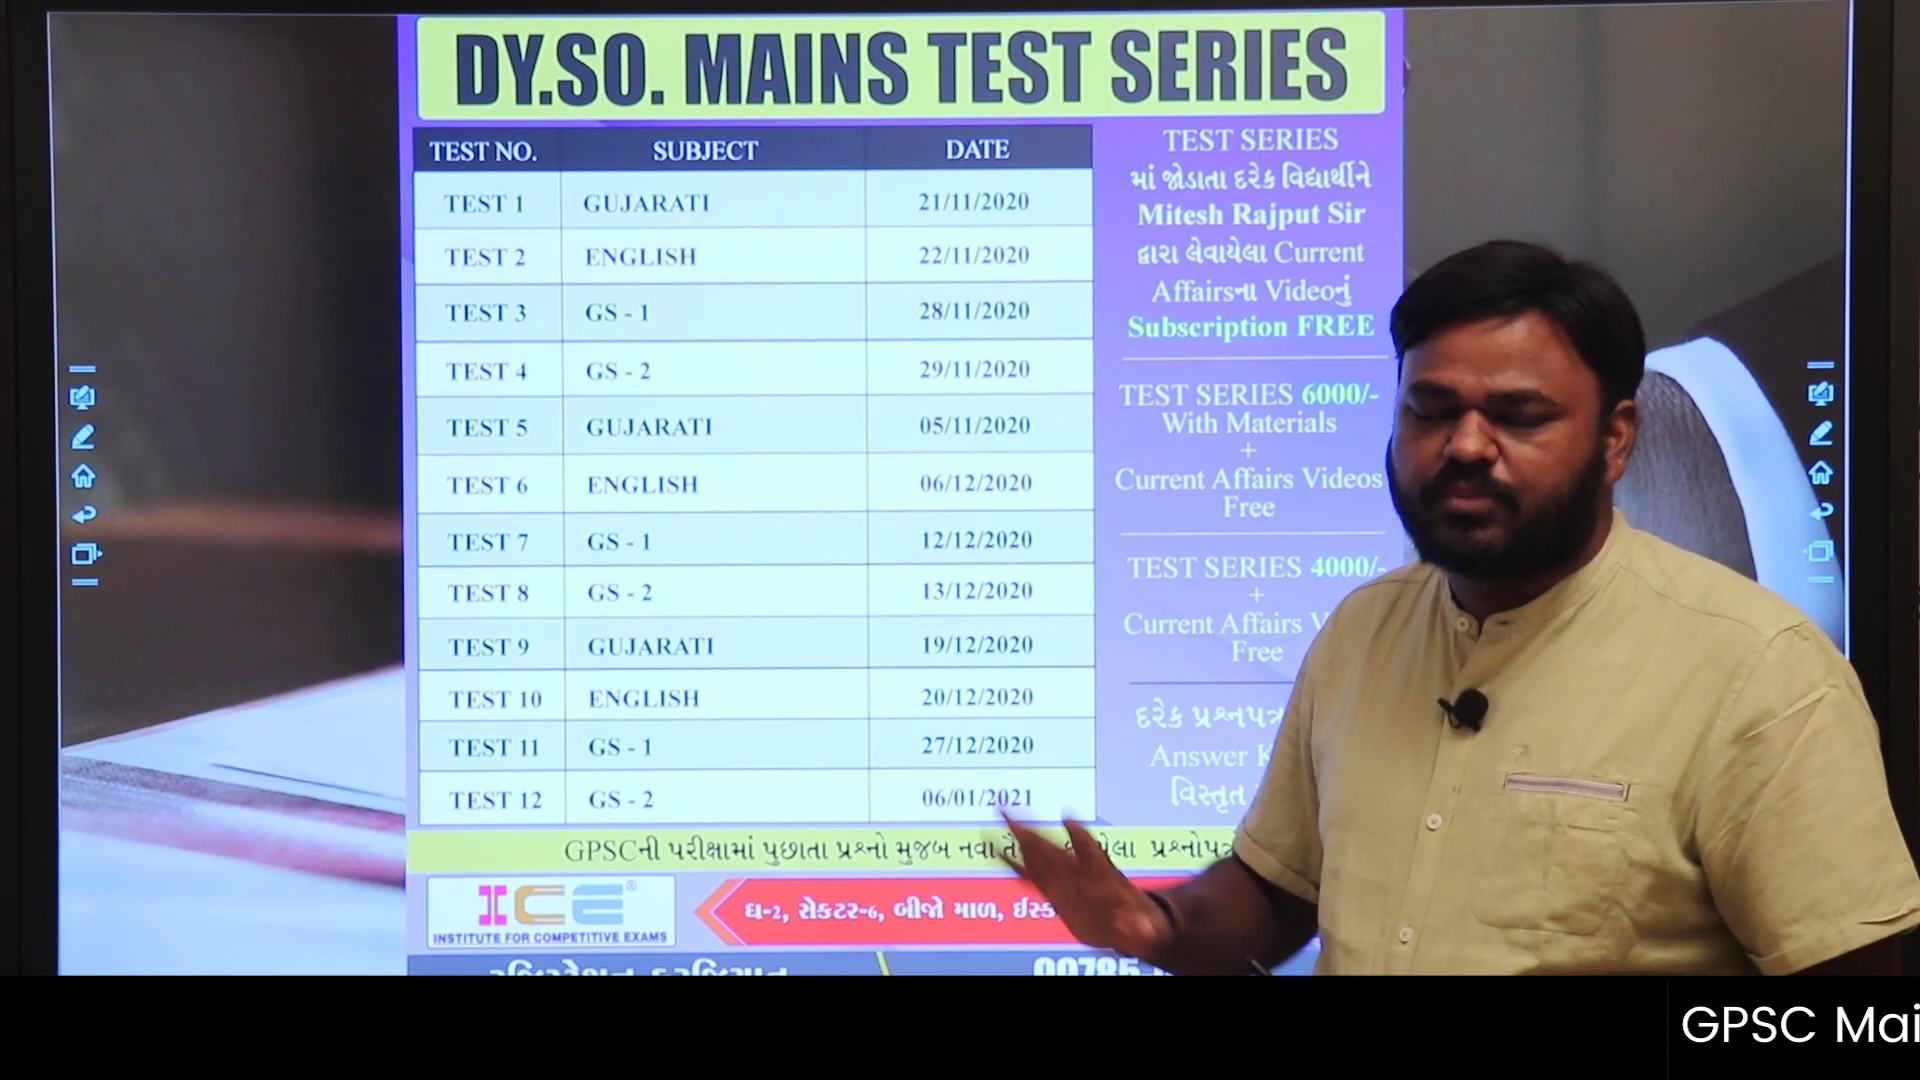 DY.SO. MAINS TEST SERIES
TEST NO. SUBJECT DATE
TEST 1 GUJARATI 21/11/2020
TEST 2 ENGLISH 22/11/2020
TEST 3 GS - 1 28/11/2020
TEST 4 GS - 2 29/11/2020
TEST 5 GUJARATI 05/11/2020
TEST 6 ENGLISH 06/12/2020
TEST 7 GS - 1 12/12/2020
TEST 8 GS - 2 13/12/2020
TEST 9 GUJARATI 19/12/2020
TEST 10 ENGLISH 20/12/2020
TEST 11 GS - 1 27/12/2020
TEST 12 GS - 2 06/01/2021
TEST SERIES
માં જોડાતા દરેક વિદ્યાર્થીને
Mitesh Rajput Sir
દ્વારા લેવાયેલા Current
Affairsના Videoનું
Subscription FREE
TEST SERIES 6000/-
With Materials
+
Current Affairs Videos
Free
TEST SERIES 4000/-
+
Current Affairs
Free
દરેક પ્રશ્નપત્ર
Answer
વિસ્તૃત
GPSCની પરીક્ષામાં પુછાતા પ્રશ્નો મુજબ નવા
ICE®
INSTITUTE FOR COMPETITIVE EXAMS
ઘ-2, સેકટર-6, બીજો માળ,
GPSC Mai